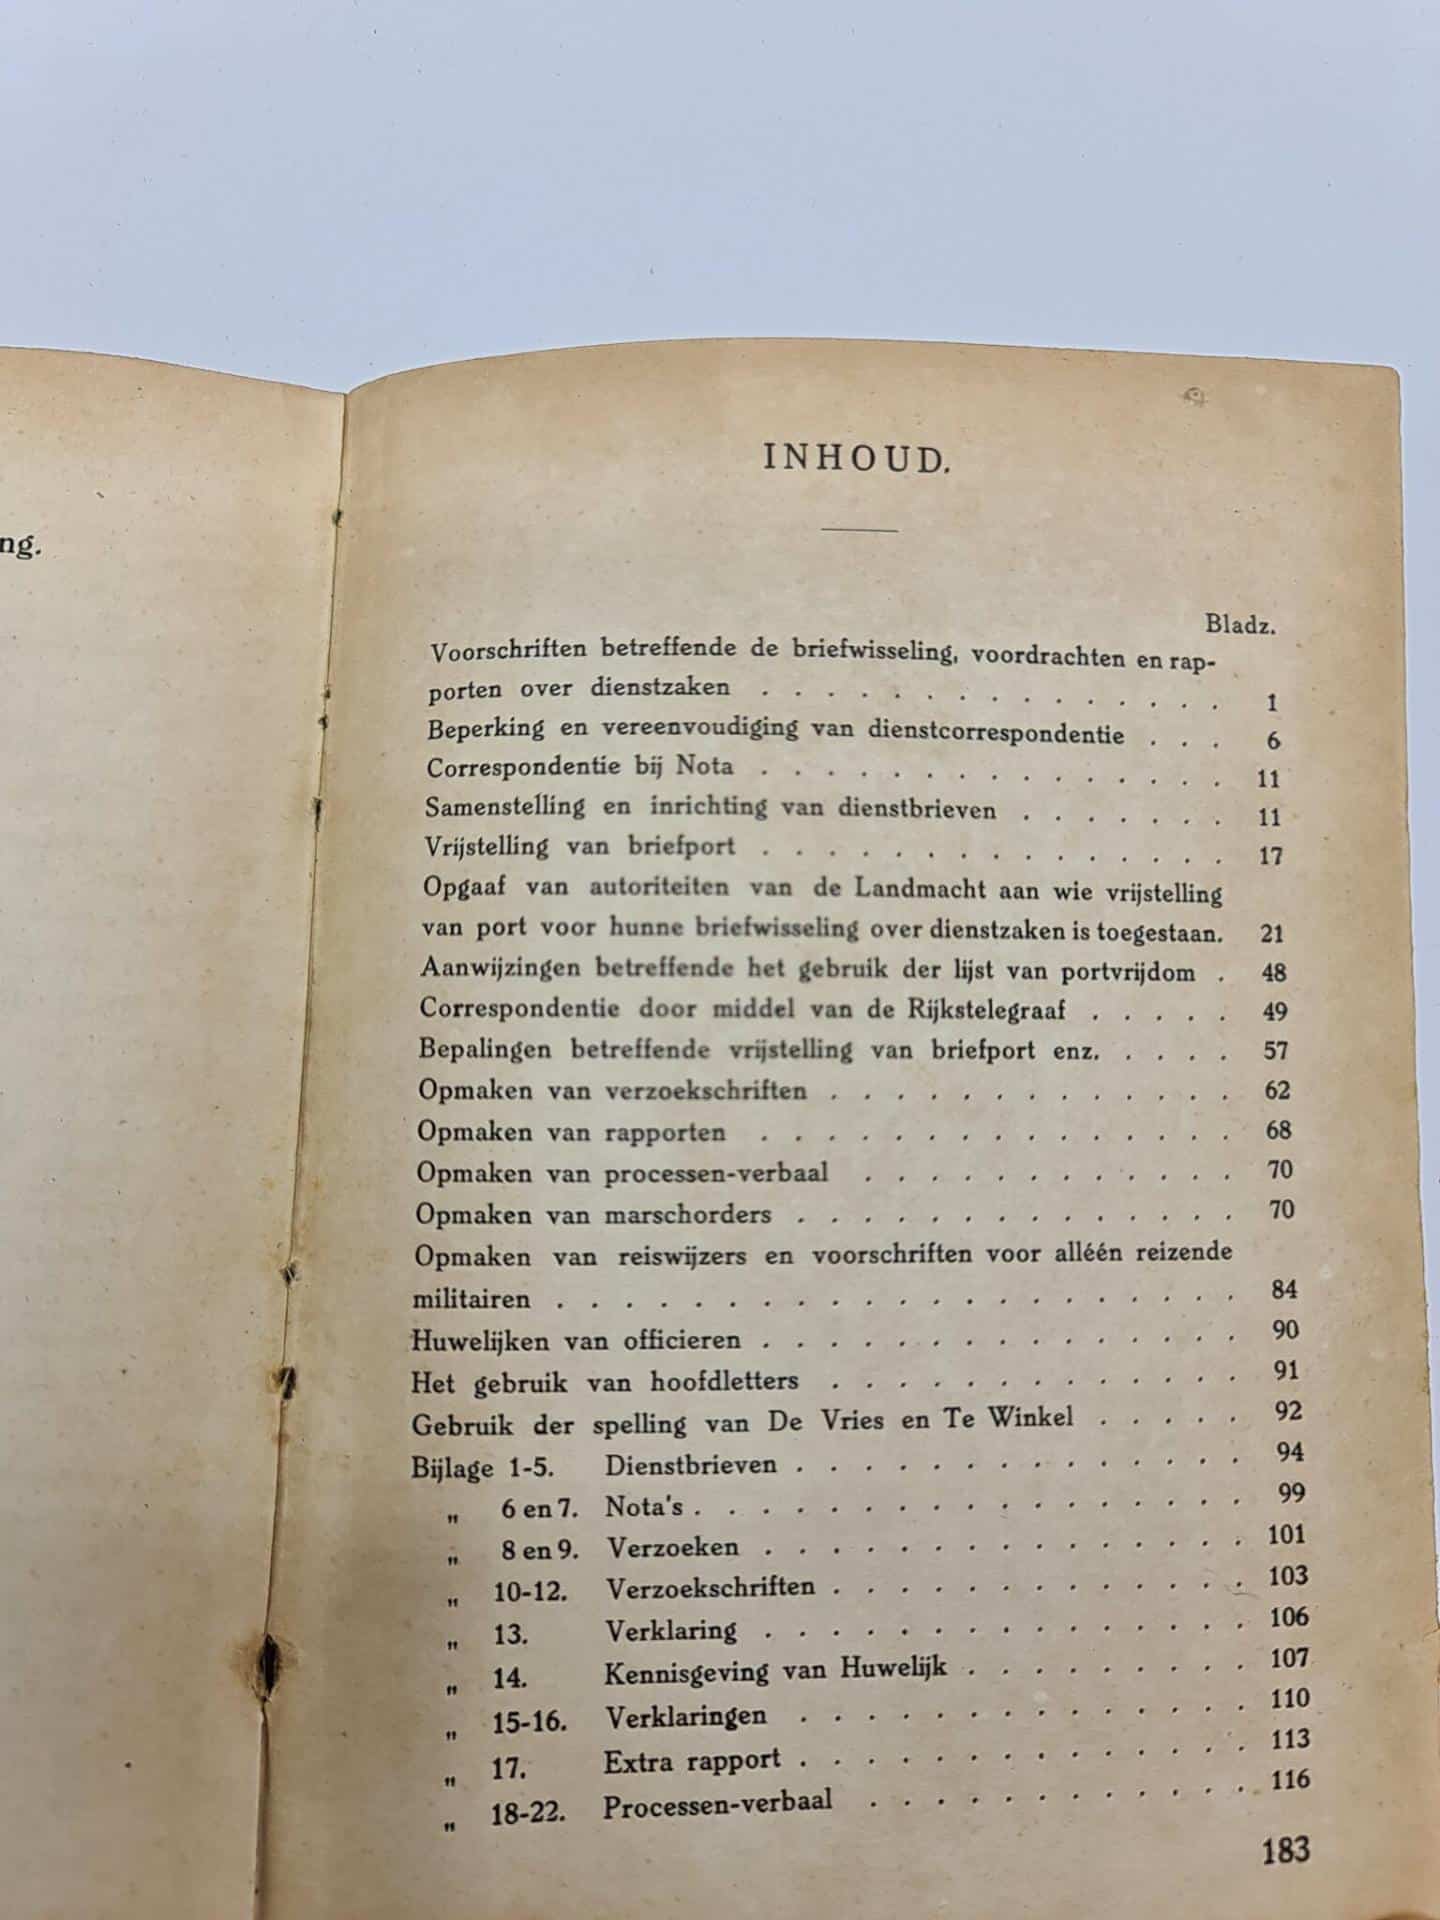 ng.
INHOUD.
Bladz.
Voorschriften betreffende de briefwisseling, voordrachten en rap-
porten over dienstzaken . . . . . . . . . . . . . . 1
Beperking en vereenvoudiging van dienstcorrespondentie . . . 6
Correspondentie bij Nota . . . . . . . . . . . . . . 11
Samenstelling en inrichting van dienstbrieven . . . . . . . 11
Vrijstelling van briefport . . . . . . . . . . . . . . 17
Opgaaf van autoriteiten van de Landmacht aan wie vrijstelling
van port voor hunne briefwisseling over dienstzaken is toegestaan. 21
Aanwijzingen betreffende het gebruik der lijst van portvrijdom . 48
Correspondentie door middel van de Rijkstelegraaf . . . . . 49
Bepalingen betreffende vrijstelling van briefport enz. . . . . 57
Opmaken van verzoekschriften . . . . . . . . . . . . . 62
Opmaken van rapporten . . . . . . . . . . . . . . . 68
Opmaken van processen-verbaal . . . . . . . . . . . . 70
Opmaken van marschorders . . . . . . . . . . . . . . 70
Opmaken van reiswijzers en voorschriften voor alléén reizende
militairen . . . . . . . . . . . . . . . . . . . . . 84
Huwelijken van officieren . . . . . . . . . . . . . . . 90
Het gebruik van hoofdletters . . . . . . . . . . . . . 91
Gebruik der spelling van De Vries en Te Winkel . . . . . 92
Bijlage 1-5. Dienstbrieven . . . . . . . . . . . . . . 94
„ 6 en 7. Nota's . . . . . . . . . . . . . . . . . 99
„ 8 en 9. Verzoeken . . . . . . . . . . . . . . . 101
„ 10-12. Verzoekschriften . . . . . . . . . . . . . 103
„ 13. Verklaring . . . . . . . . . . . . . . . 106
„ 14. Kennisgeving van Huwelijk . . . . . . . . . 107
„ 15-16. Verklaringen . . . . . . . . . . . . . . 110
„ 17. Extra rapport . . . . . . . . . . . . . . 113
„ 18-22. Processen-verbaal . . . . . . . . . . . . 116
183